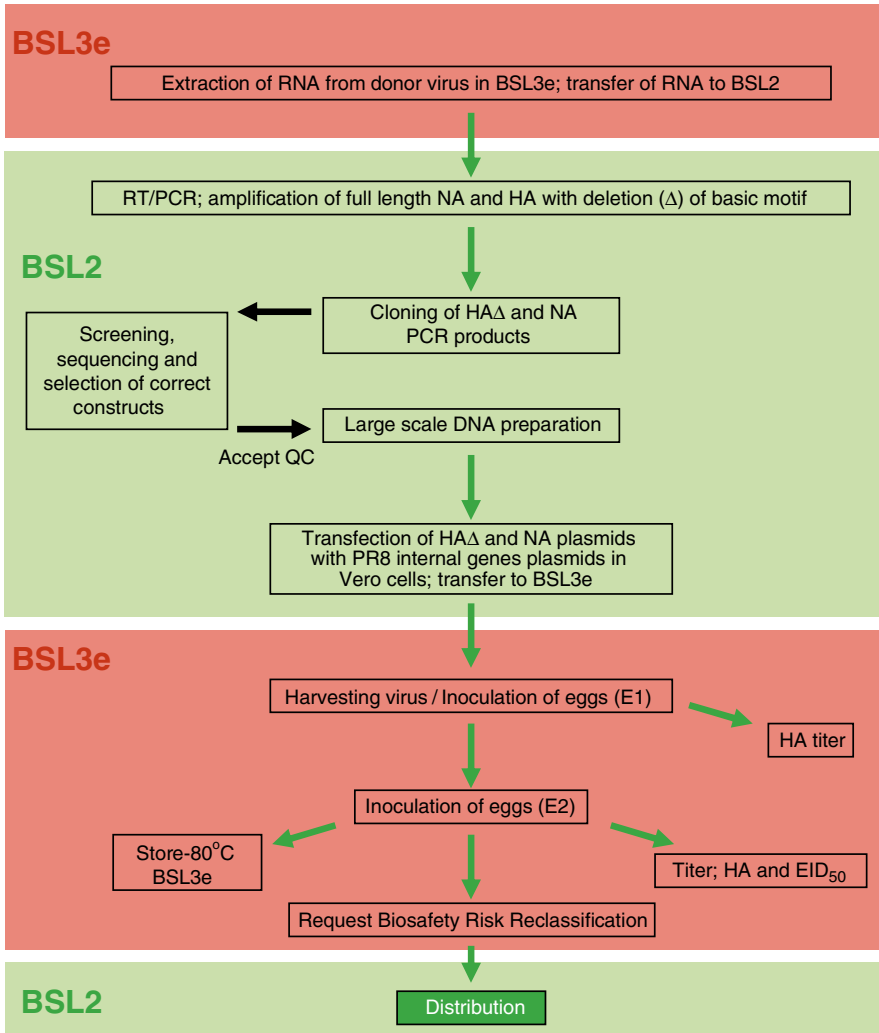 BSL3e
Extraction of RNA from donor virus in BSL3e; transfer of RNA to BSL2
RT/PCR; amplification of full length NA and HA with deletion (Δ) of basic motif
BSL2
Cloning of HAΔ and NA
PCR products
Screening,
sequencing and
selection of correct
constructs
Large scale DNA preparation
Accept QC
Transfection of HAΔ and NA plasmids
with PR8 internal genes plasmids in
Vero cells; transfer to BSL3e
BSL3e
Harvesting virus / Inoculation of eggs (E1)
HA titer
Inoculation of eggs (E2)
Store-80°C
BSL3e
Titer; HA and EID₅₀
Request Biosafety Risk Reclassification
BSL2
Distribution